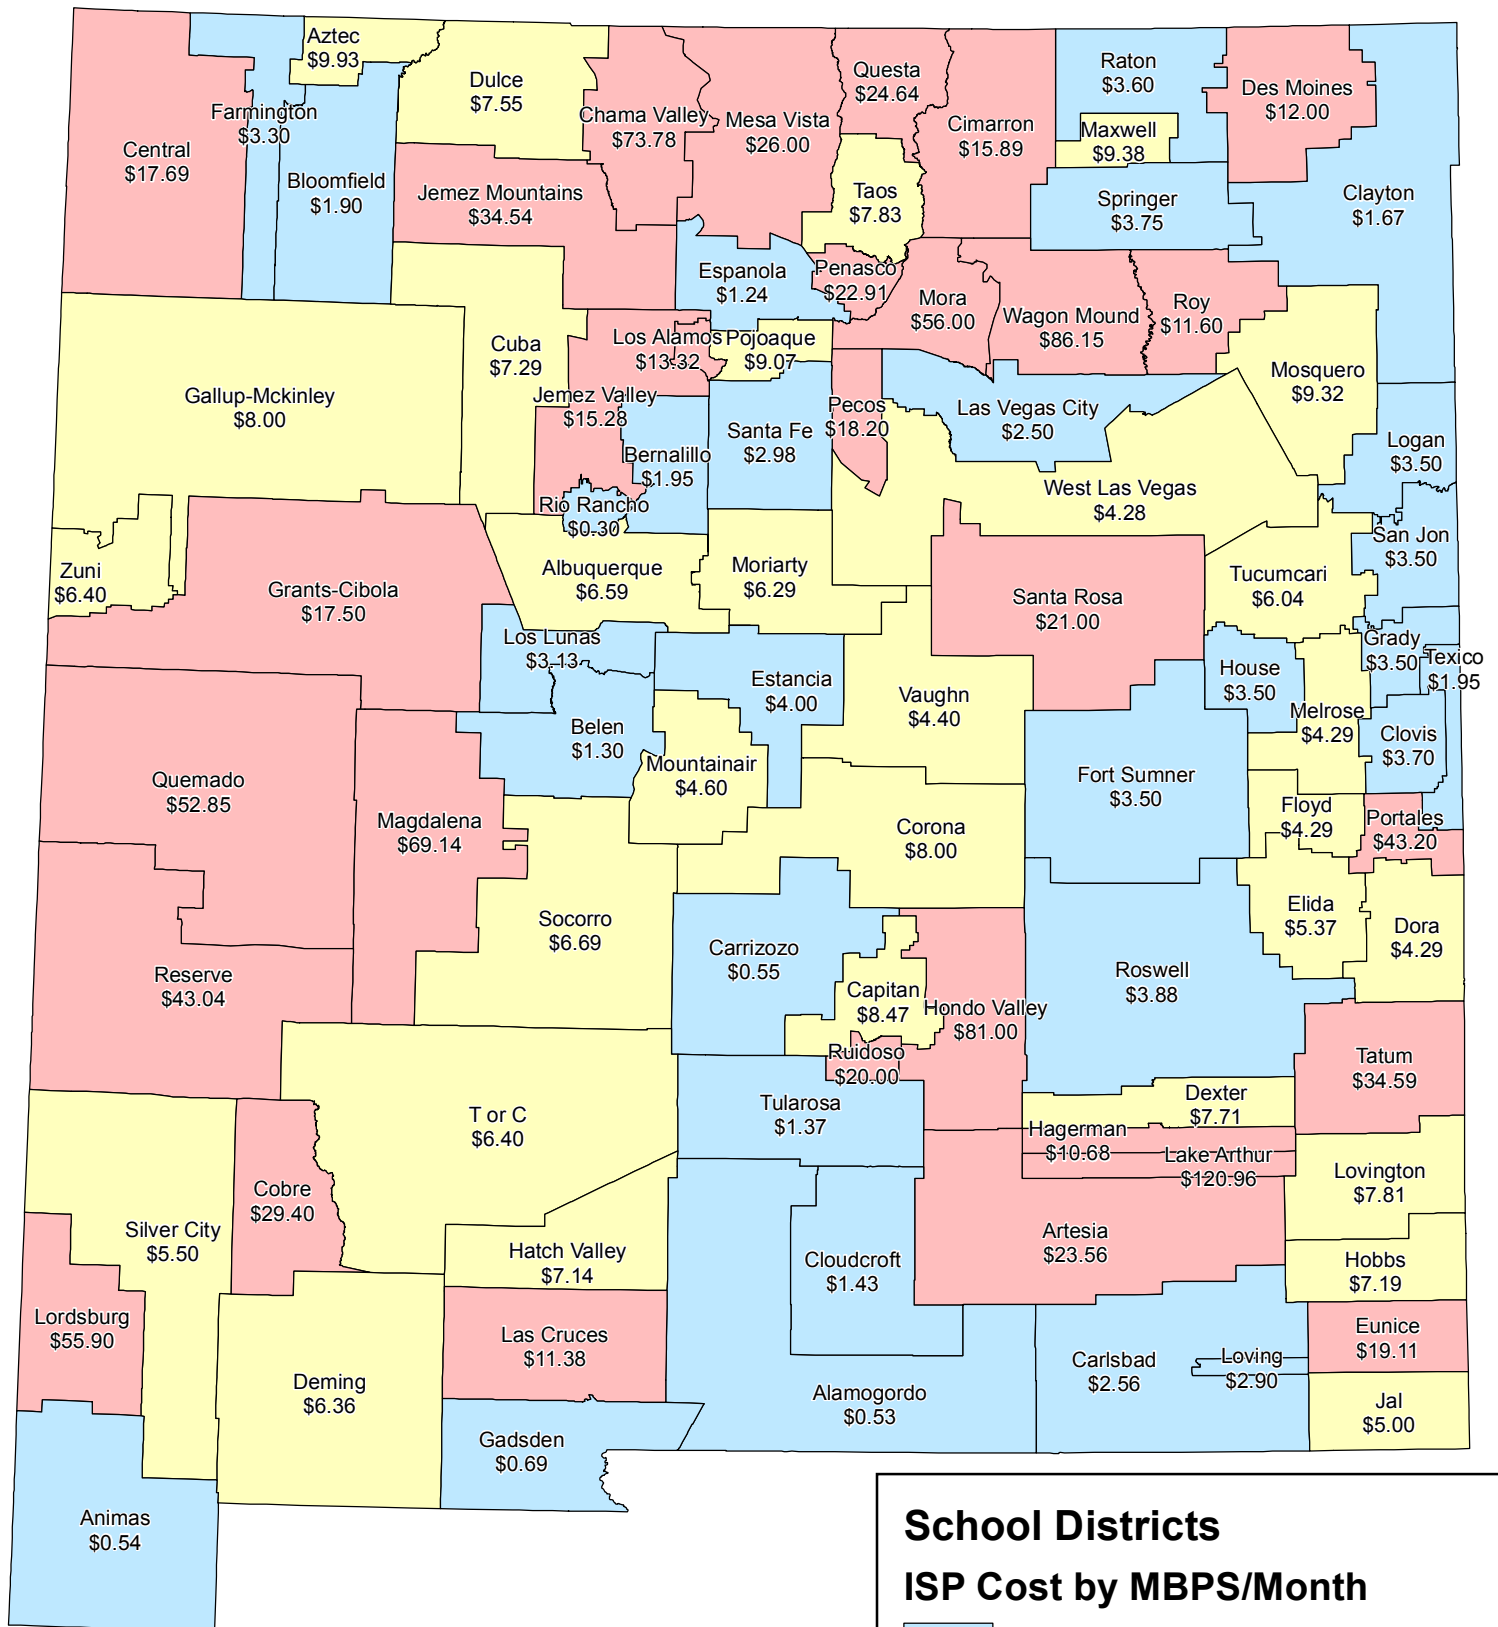 Aztec
$9.93
Dulce
$7.55
Farmington
$3.30
Central
$17.69
Bloomfield
$1.90
Chama Valley
$73.78
Mesa Vista
$26.00
Questa
$24.64
Cimarron
$15.89
Raton
$3.60
Maxwell
$9.38
Des Moines
$12.00
Jemez Mountains
$34.54
Taos
$7.83
Springer
$3.75
Clayton
$1.67
Espanola
$1.24
Penasco
$22.91
Mora
$56.00
Wagon Mound
$86.15
Roy
$11.60
Cuba
$7.29
Los Alamos
$13.32
Pojoaque
$9.07
Mosquero
$9.32
Gallup-Mckinley
$8.00
Jemez Valley
$15.28
Santa Fe
$2.98
Pecos
$18.20
Las Vegas City
$2.50
Logan
$3.50
Bernalillo
$1.95
Rio Rancho
$0.30
West Las Vegas
$4.28
San Jon
$3.50
Zuni
$6.40
Grants-Cibola
$17.50
Albuquerque
$6.59
Moriarty
$6.29
Santa Rosa
$21.00
Tucumcari
$6.04
Los Lunas
$3.13
Estancia
$4.00
Vaughn
$4.40
House
$3.50
Grady
$3.50
Texico
$1.95
Belen
$1.30
Mountainair
$4.60
Melrose
$4.29
Clovis
$3.70
Quemado
$52.85
Magdalena
$69.14
Fort Sumner
$3.50
Floyd
$4.29
Portales
$43.20
Corona
$8.00
Socorro
$6.69
Elida
$5.37
Dora
$4.29
Carrizozo
$0.55
Reserve
$43.04
Capitan
$8.47
Hondo Valley
$81.00
Roswell
$3.88
Ruidoso
$20.00
Tatum
$34.59
T or C
$6.40
Tularosa
$1.37
Dexter
$7.71
Hagerman
$10.68
Lake Arthur
$120.96
Lovington
$7.81
Cobre
$29.40
Silver City
$5.50
Hatch Valley
$7.14
Cloudcroft
$1.43
Artesia
$23.56
Hobbs
$7.19
Lordsburg
$55.90
Las Cruces
$11.38
Eunice
$19.11
Carlsbad
$2.56
Loving
$2.90
Deming
$6.36
Alamogordo
$0.53
Jal
$5.00
Gadsden
$0.69
Animas
$0.54
School Districts
ISP Cost by MBPS/Month